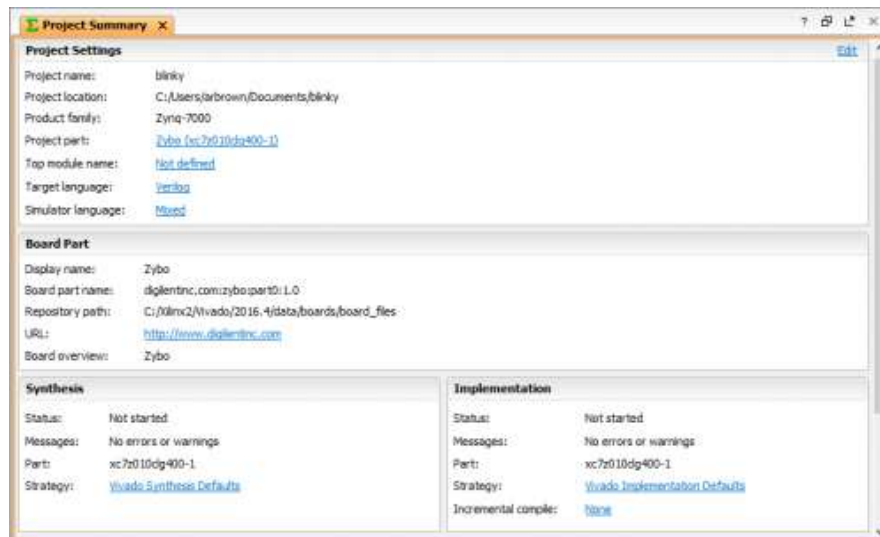 Project Summary
Project Settings Edit
Project name: blinky
Project location: C:/Users/arbrown/Documents/blinky
Product family: Zynq-7000
Project part: Zybo (xc7z010clg400-1)
Top module name: Not defined
Target language: Verilog
Simulator language: Mixed
Board Part
Display name: Zybo
Board part name: digilentinc.com:zybo:part0:1.0
Repository path: C:/Xilinx2/Vivado/2016.4/data/boards/board_files
URL: http://www.digilentinc.com
Board overview: Zybo
Synthesis
Status: Not started
Messages: No errors or warnings
Part: xc7z010clg400-1
Strategy: Vivado Synthesis Defaults
Implementation
Status: Not started
Messages: No errors or warnings
Part: xc7z010clg400-1
Strategy: Vivado Implementation Defaults
Incremental compile: None